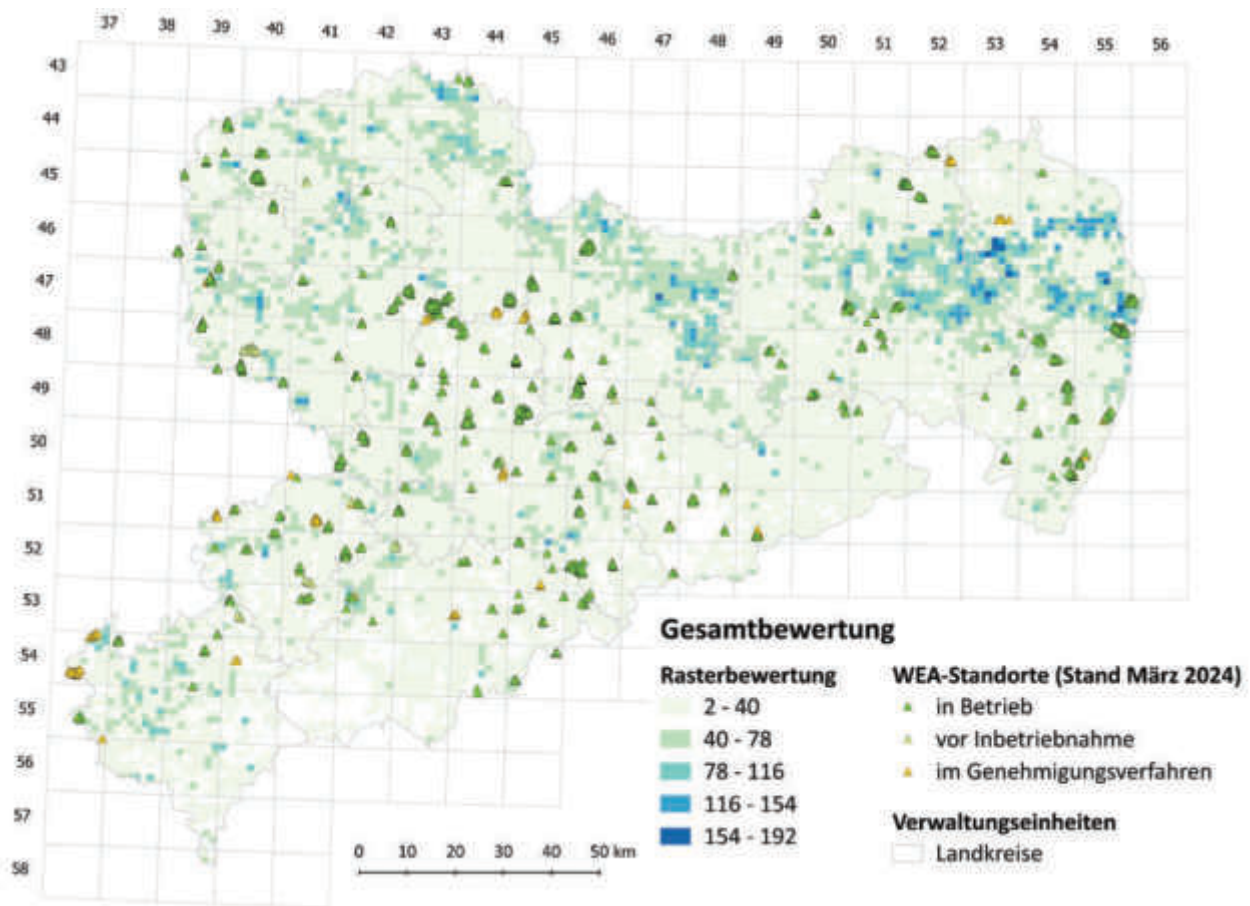 37 38 39 40 41 42 43 44 45 46 47 48 49 50 51 52 53 54 55 56
43
44
45
46
47
48
49
50
51
52
53
54
55
56
57
58
Gesamtbewertung
Rasterbewertung
2 - 40
40 - 78
78 - 116
116 - 154
154 - 192
WEA-Standorte (Stand März 2024)
in Betrieb
vor Inbetriebnahme
im Genehmigungsverfahren
Verwaltungseinheiten
Landkreise
0 10 20 30 40 50 km